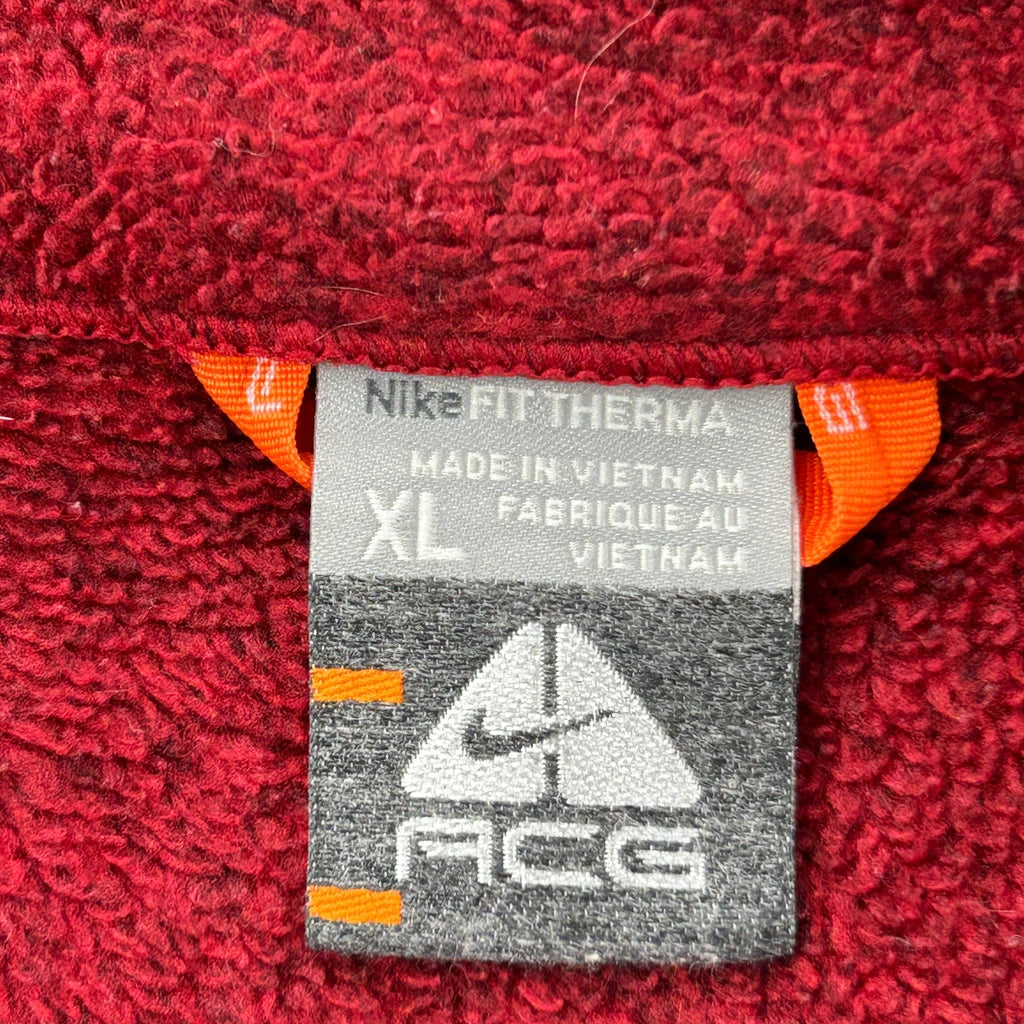 Nike FIT THERMA
MADE IN VIETNAM
XL
FABRIQUE AU
VIETNAM
ACG